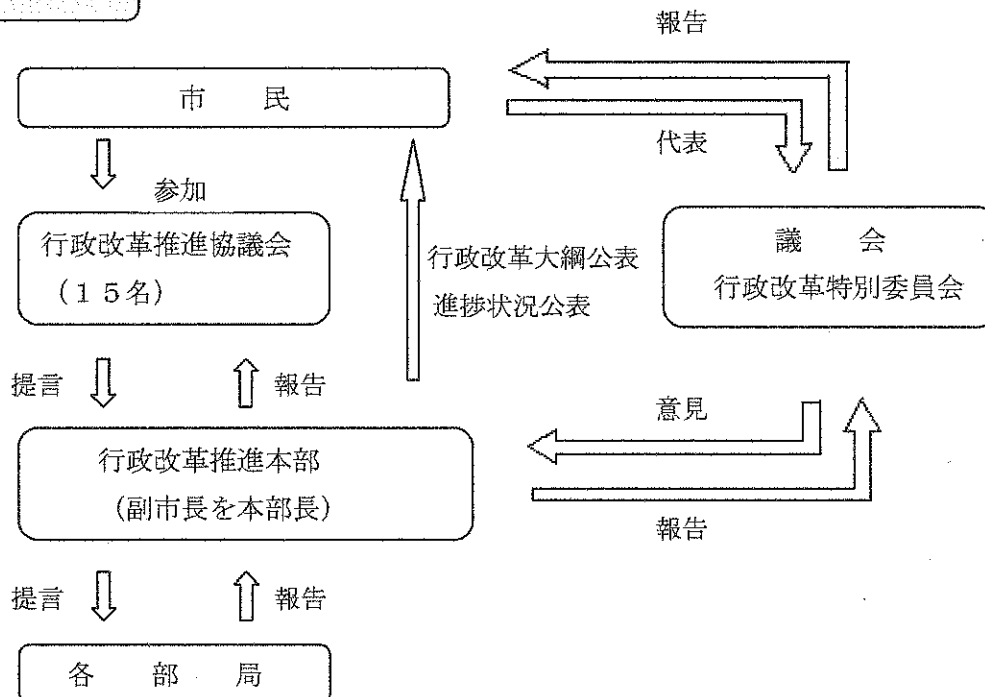 報告
市　民
代表
参加
行政改革推進協議会
（１５名）
行政改革大綱公表
進捗状況公表
議　会
行政改革特別委員会
提言
報告
意見
行政改革推進本部
（副市長を本部長）
報告
提言
報告
各　部　局